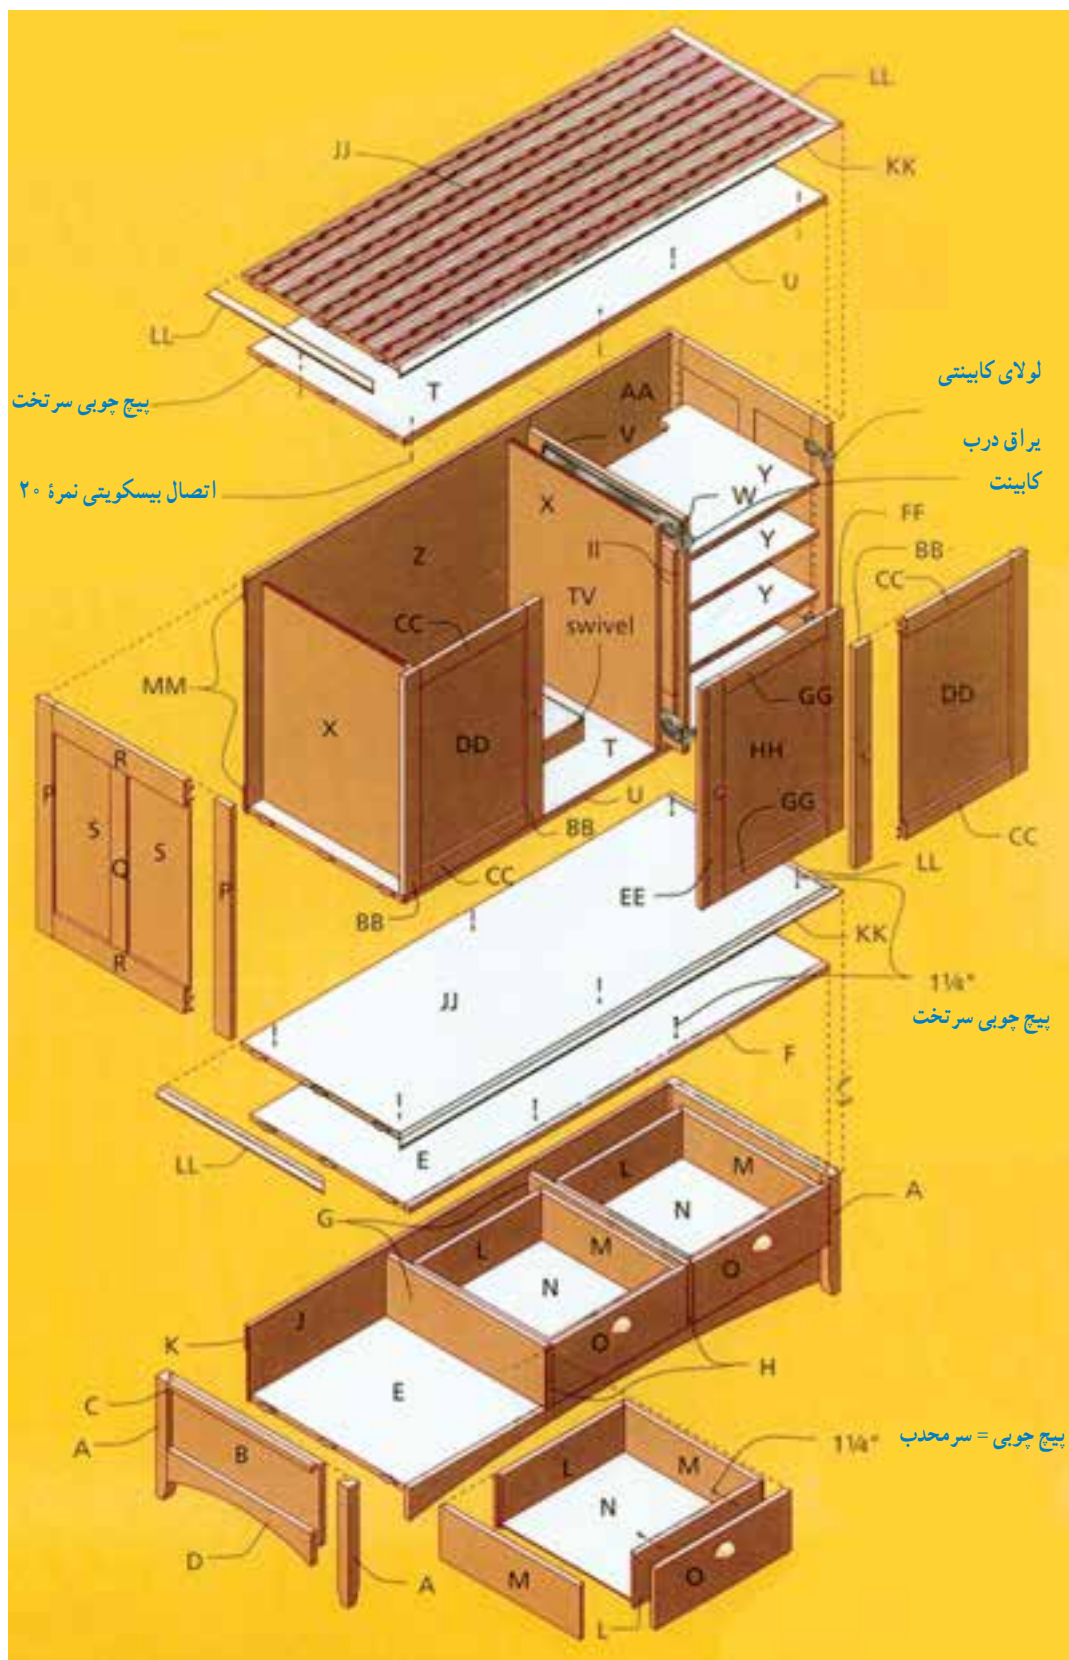 LL
JJ
KK
U
LL
T
لولای کابینتی
پیچ چوبی سرتخت
AA
V
یراق درب
کابینت
Y
W
اتصال بیسکویتی نمرهٔ ۲۰
X
FF
II
Y
BB
Z
CC
TV
swivel
Y
CC
MM
GG
DD
X
DD
HH
T
R
P
U
GG
S
BB
S
CC
Q
CC
LL
P
EE
BB
KK
R
JJ
1¼"
پیچ چوبی سرتخت
F
E
LL
L
M
A
N
G
L
M
O
N
J
K
O
H
E
C
A
B
پیچ چوبی = سرمحدب
1¼"
L
M
N
D
A
M
O
L